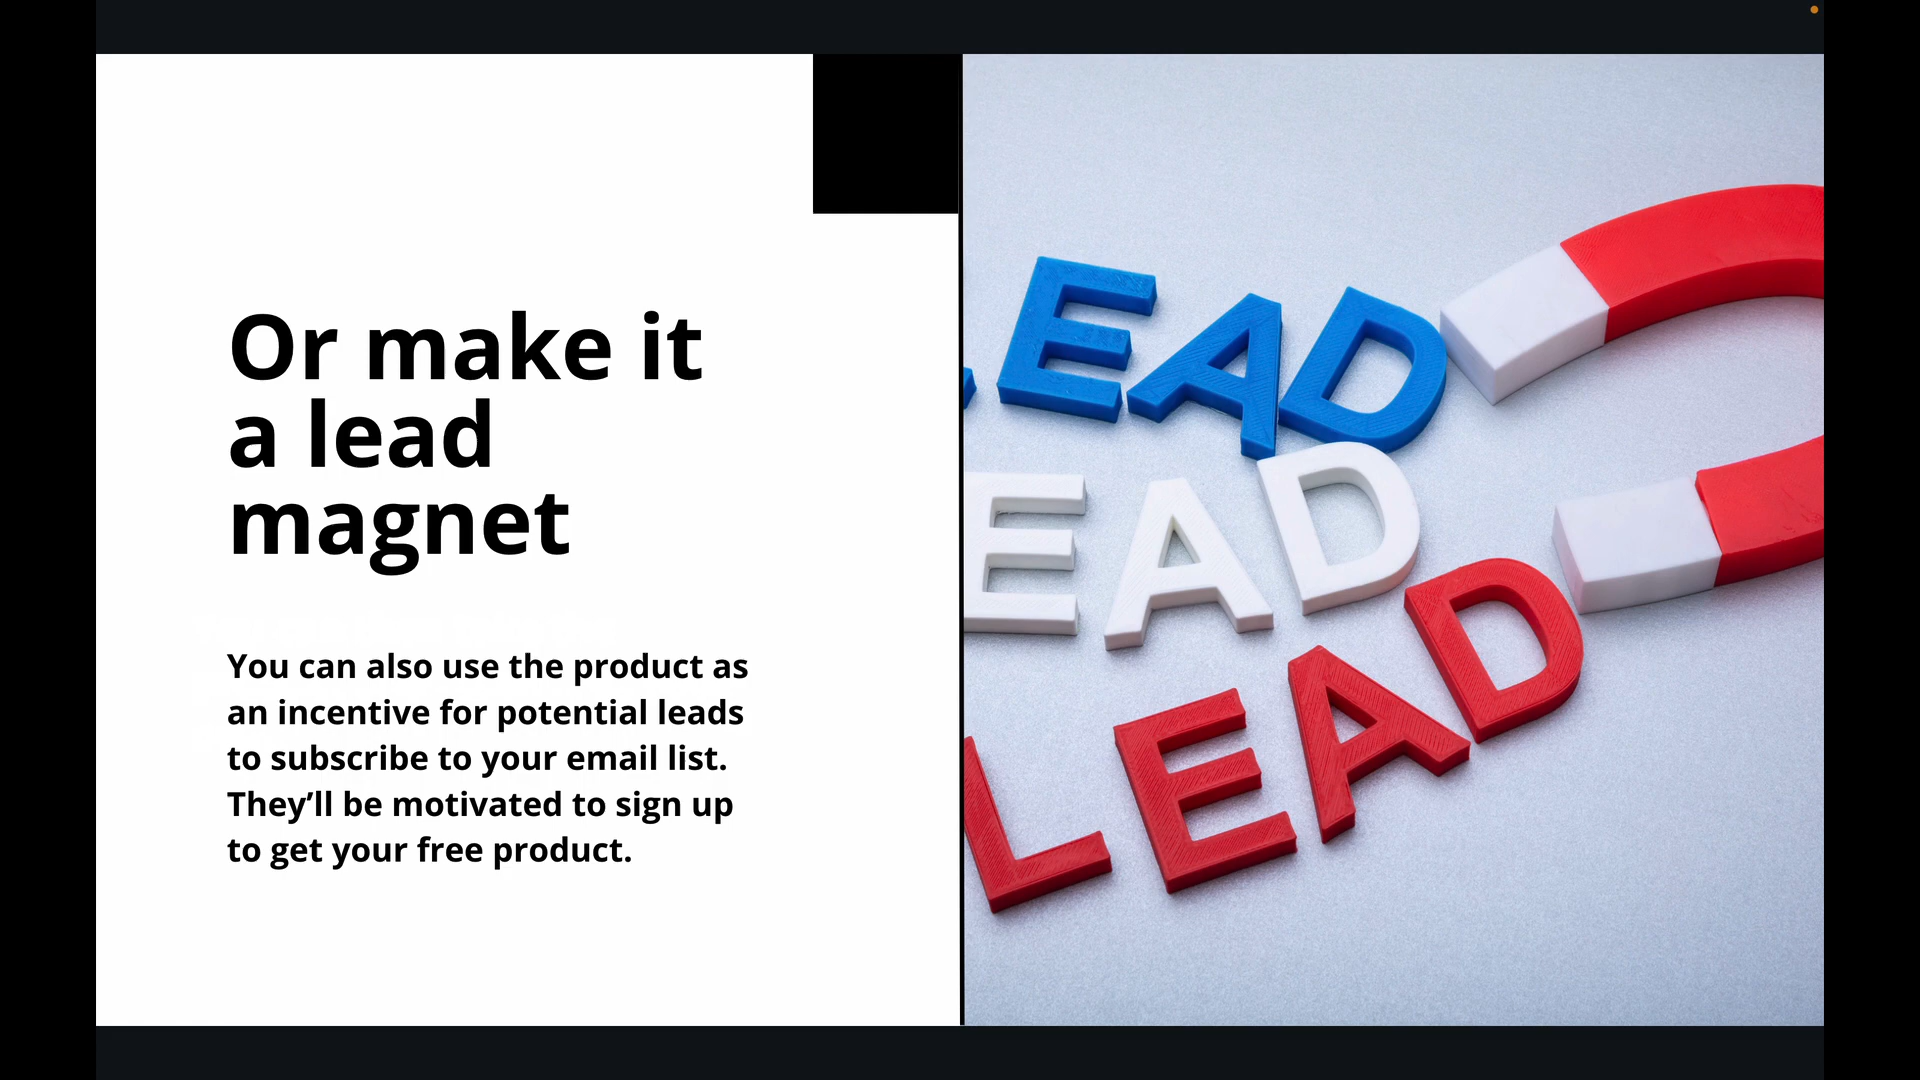 Or make it
a lead
magnet
You can also use the product as
an incentive for potential leads
to subscribe to your email list.
They’ll be motivated to sign up
to get your free product.
LEAD
EAD
LEAD